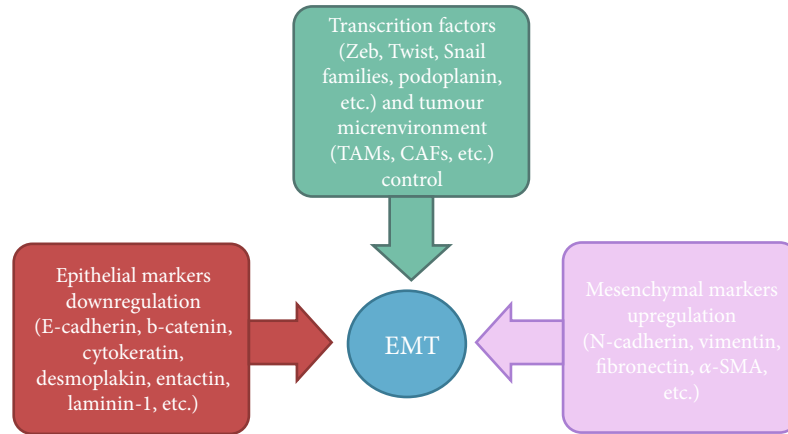 Transcrition factors
(Zeb, Twist, Snail
families, podoplanin,
etc.) and tumour
micrenvironment
(TAMs, CAFs, etc.)
control
Epithelial markers
downregulation
(E-cadherin, b-catenin,
cytokeratin,
desmoplakin, entactin,
laminin-1, etc.)
EMT
Mesenchymal markers
upregulation
(N-cadherin, vimentin,
fibronectin, α-SMA,
etc.)